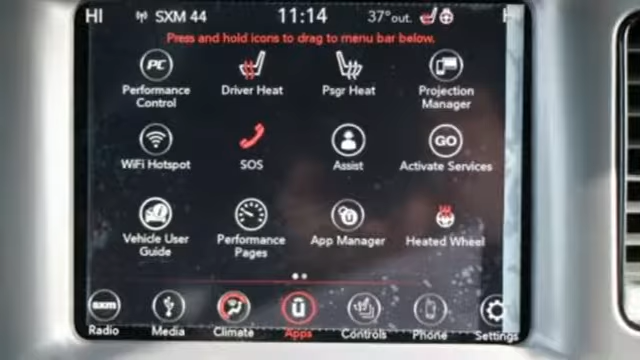 HI SXM 44 11:14 37° out. H
Press and hold icons to drag to menu bar below.
PC
Performance Control
Driver Heat
Psgr Heat
Projection Manager
WiFi Hotspot
SOS
Assist
GO
Activate Services
Vehicle User Guide
Performance Pages
App Manager
Heated Wheel
sxm
Radio
Media
Climate
ū
Apps
Controls
Phone
Settings